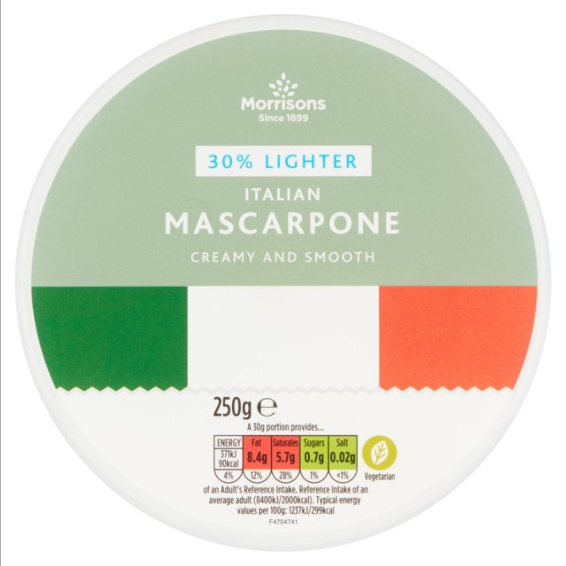 Morrisons
Since 1899
30% LIGHTER
ITALIAN
MASCARPONE
CREAMY AND SMOOTH
250g ℮
A 30g portion provides...
ENERGY Fat Saturates Sugars Salt
371kJ 90kcal 8.4g 5.7g 0.7g 0.02g
4% 12% 28% 1% <1%
Vegetarian
of an Adult's Reference Intake. Reference Intake of an
average adult (8400kJ/2000kcal). Typical energy
values per 100g: 1237kJ/299kcal
F4704741